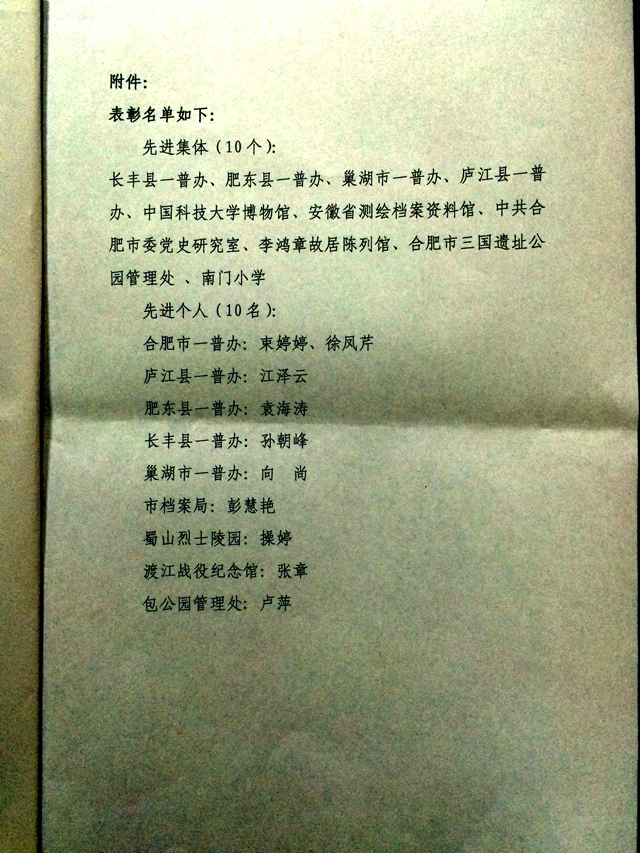 附件:
表彰名单如下:
先进集体(10个):
长丰县一普办、肥东县一普办、巢湖市一普办、庐江县一普
办、中国科技大学博物馆、安徽省测绘档案资料馆、中共合
肥市委党史研究室、李鸿章故居陈列馆、合肥市三国遗址公
园管理处 、南门小学
先进个人(10名):
合肥市一普办: 束婷婷、徐凤芹
庐江县一普办: 江泽云
肥东县一普办: 袁海涛
长丰县一普办: 孙朝峰
巢湖市一普办: 向  尚
市档案局: 彭慧艳
蜀山烈士陵园: 操婷
渡江战役纪念馆: 张章
包公园管理处: 卢萍